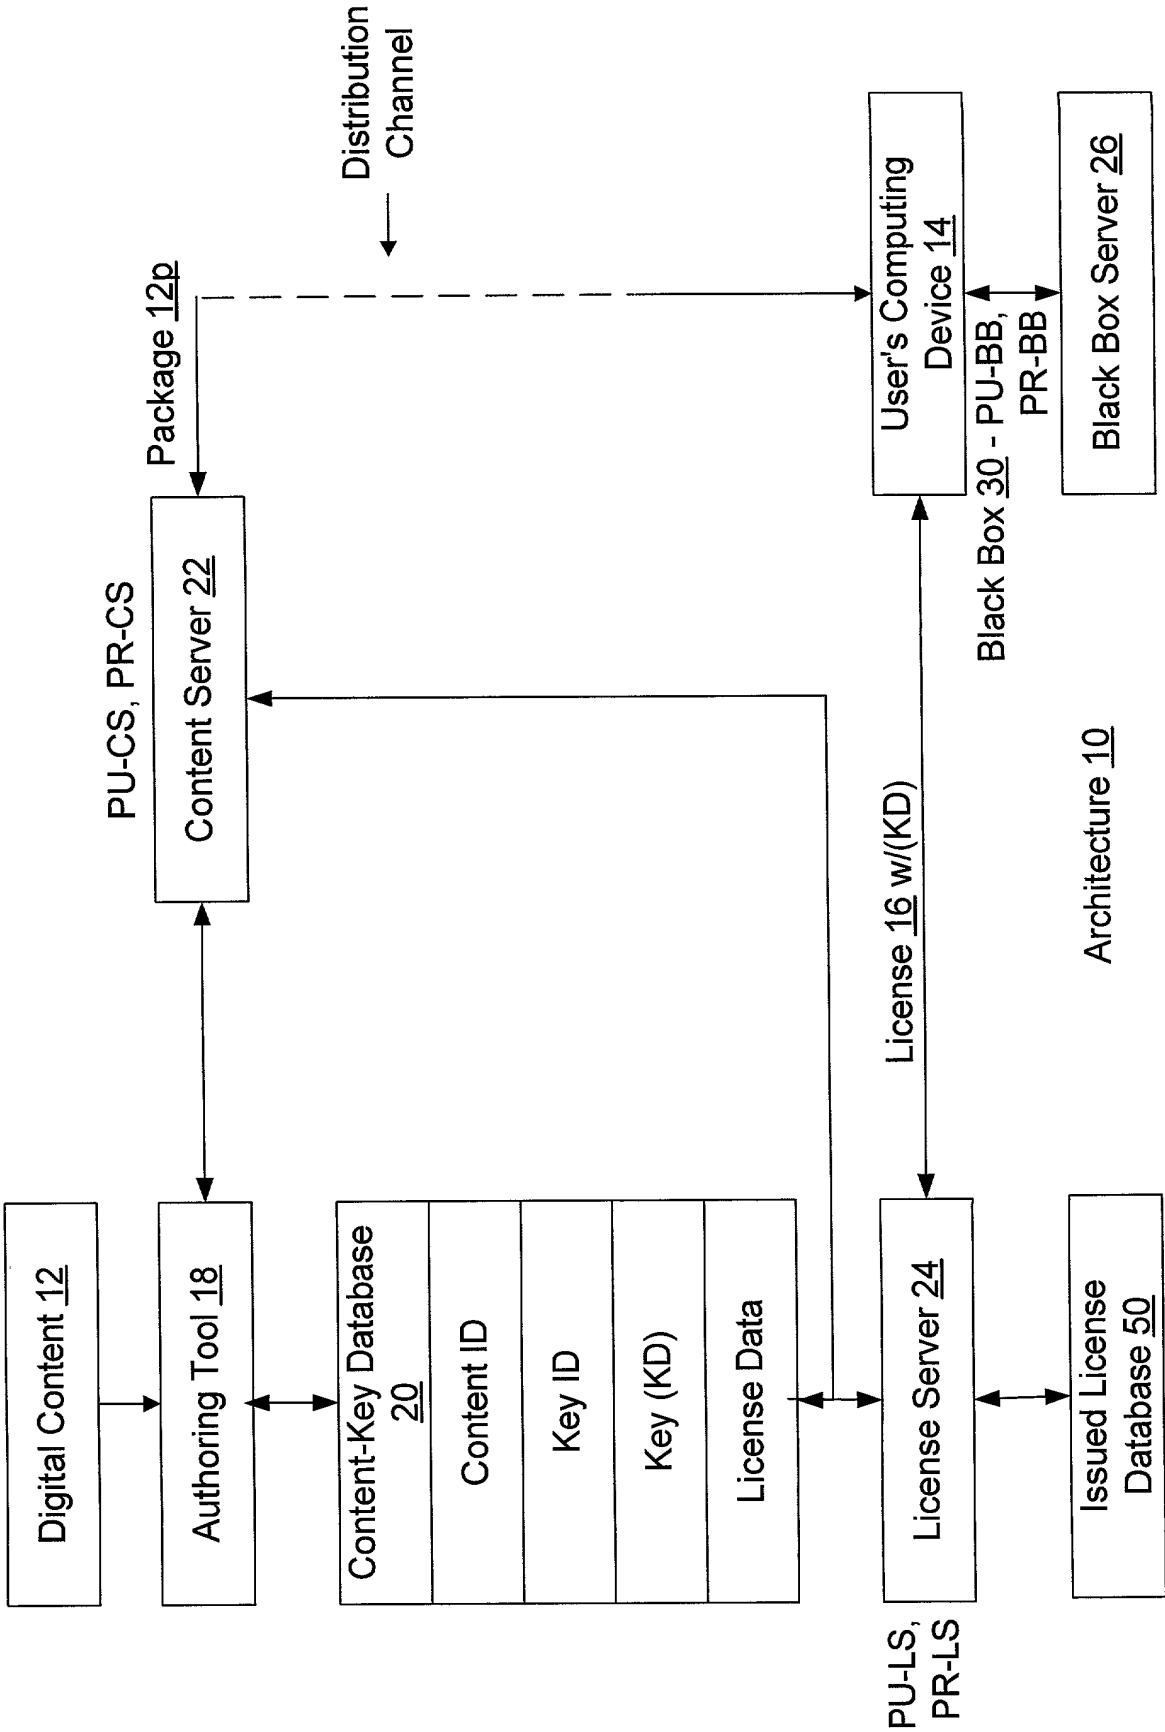 Digital Content 12
Authoring Tool 18
Content-Key Database
20
Content ID
Key ID
Key (KD)
License Data
PU-LS,
PR-LS
License Server 24
Issued License
Database 50
PU-CS, PR-CS
Content Server 22
Package 12p
Distribution
Channel
License 16 w/(KD)
User's Computing
Device 14
Black Box 30 - PU-BB,
PR-BB
Black Box Server 26
Architecture 10